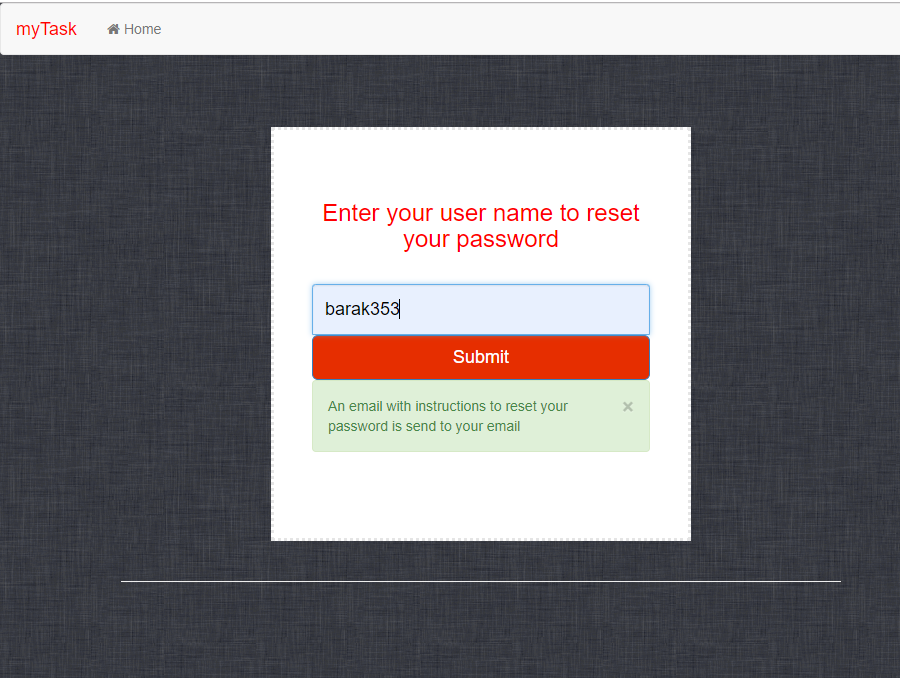 myTask Home
Enter your user name to reset
your password
barak353
Submit
An email with instructions to reset your ×
password is send to your email